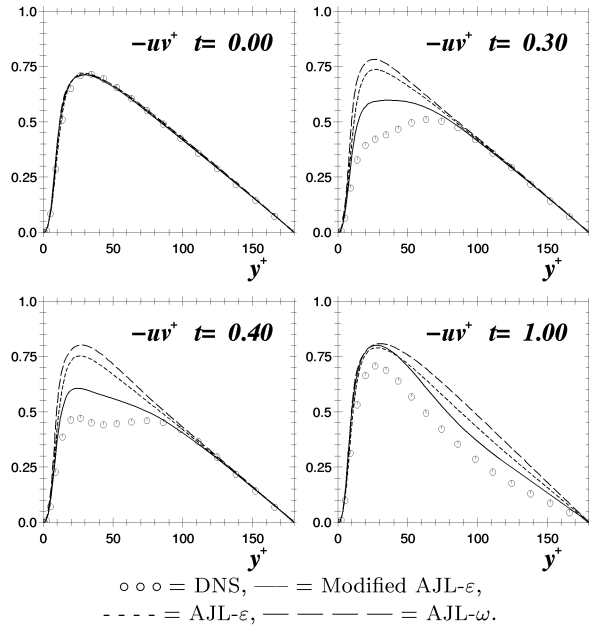 1.0
0.75
0.5
0.25
0.0
0 50 100 150
y⁺
−uv⁺ t= 0.00
1.0
0.75
0.5
0.25
0.0
0 50 100 150
y⁺
−uv⁺ t= 0.30
1.0
0.75
0.5
0.25
0.0
0 50 100 150
y⁺
−uv⁺ t= 0.40
1.0
0.75
0.5
0.25
0.0
0 50 100 150
y⁺
−uv⁺ t= 1.00
= DNS, = Modified AJL-ε,
= AJL-ε, = AJL-ω.